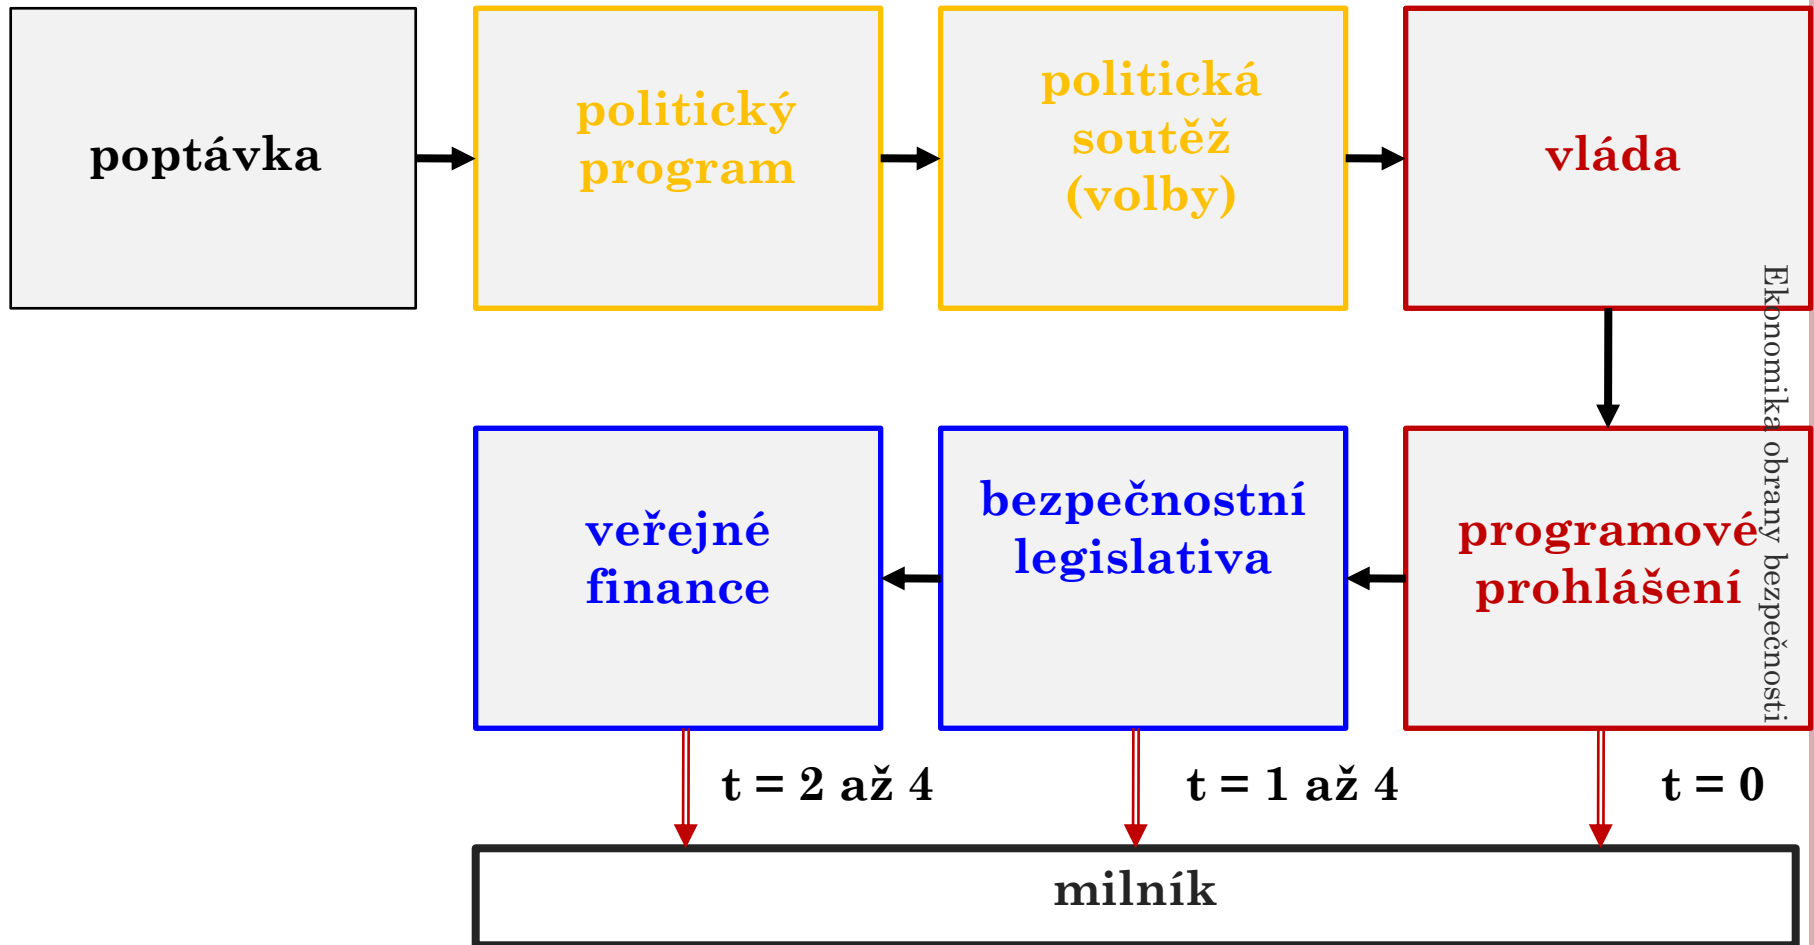 poptávka
politický
program
politická
soutěž
(volby)
vláda
Ekonomika obrany bezpečnosti
veřejné
finance
bezpečnostní
legislativa
programové
prohlášení
t = 2 až 4
t = 1 až 4
t = 0
milník